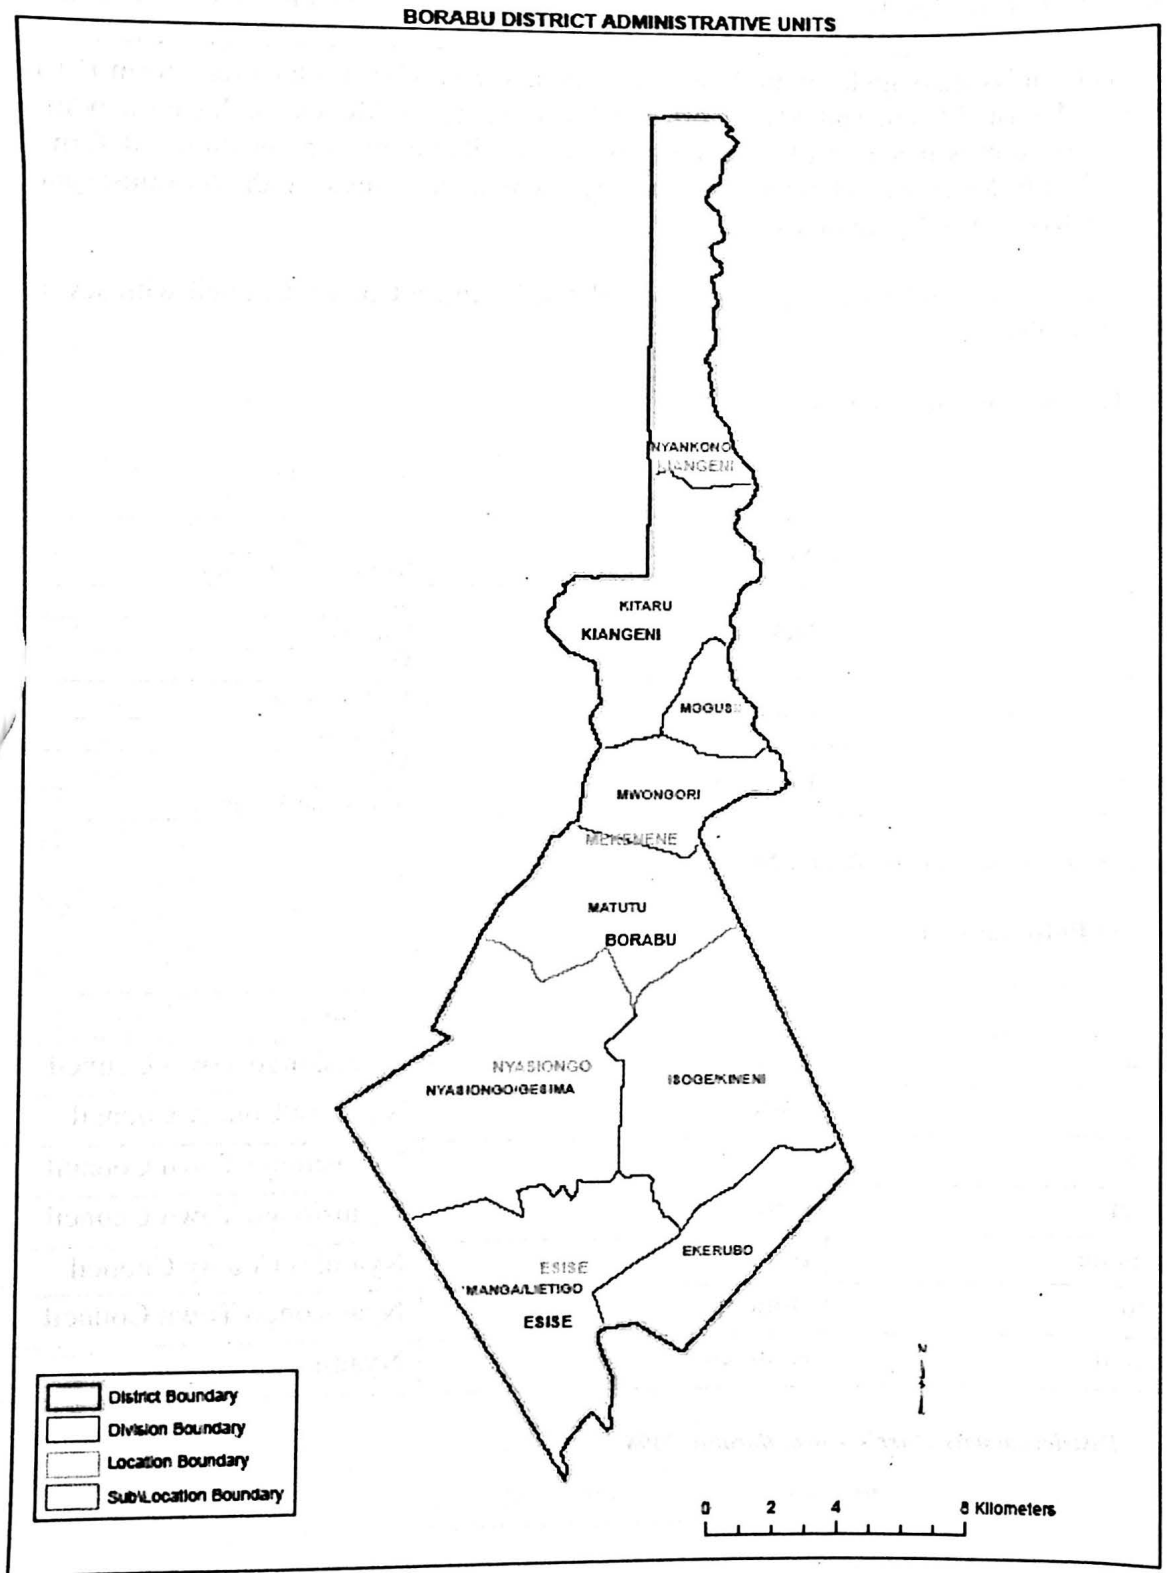 BORABU DISTRICT ADMINISTRATIVE UNITS
NYANKONO
KIANGENI
KITARU
KIANGENI
MOGUSII
MWONGORI
MEKENENE
MATUTU
BORABU
NYASIONGO
NYASIONGO/GESIMA
ISOGE/KINENI
EKERUBO
ESISE
MANGA/LIETIGO
ESISE
N
District Boundary
Division Boundary
Location Boundary
Sub\Location Boundary
0 2 4 8 Kilometers